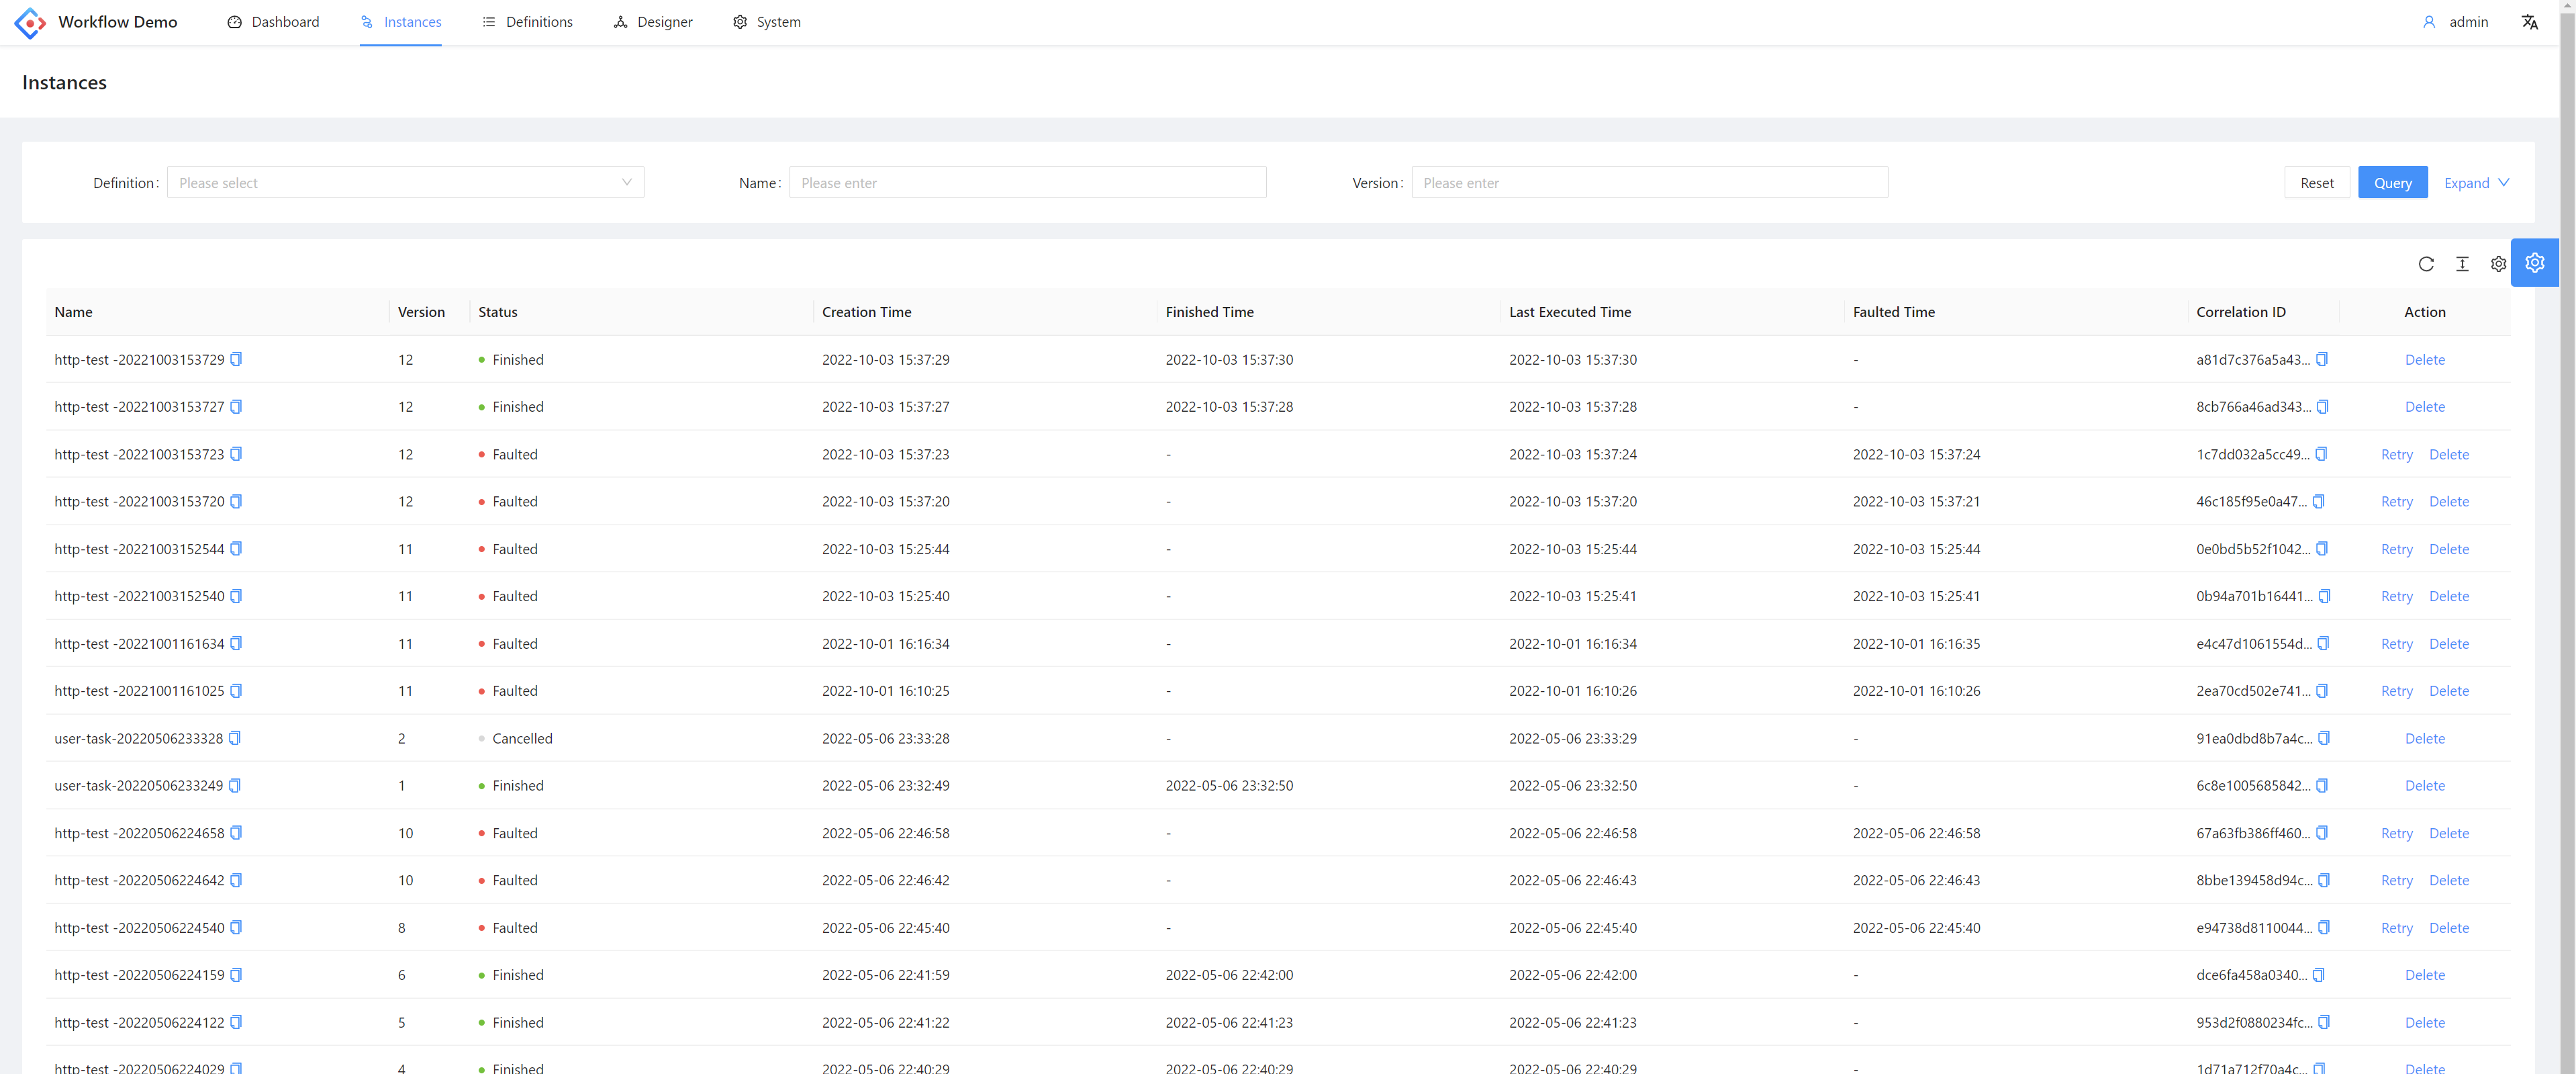 Workflow Demo Dashboard Instances Definitions Designer System admin
Instances
Definition: Please select Name: Please enter Version: Please enter Reset Query Expand
Name Version Status Creation Time Finished Time Last Executed Time Faulted Time Correlation ID Action
http-test -20221003153729 12 Finished 2022-10-03 15:37:29 2022-10-03 15:37:30 2022-10-03 15:37:30 - a81d7c376a5a43... Delete
http-test -20221003153727 12 Finished 2022-10-03 15:37:27 2022-10-03 15:37:28 2022-10-03 15:37:28 - 8cb766a46ad343... Delete
http-test -20221003153723 12 Faulted 2022-10-03 15:37:23 - 2022-10-03 15:37:24 2022-10-03 15:37:24 1c7dd032a5cc49... Retry Delete
http-test -20221003153720 12 Faulted 2022-10-03 15:37:20 - 2022-10-03 15:37:20 2022-10-03 15:37:21 46c185f95e0a47... Retry Delete
http-test -20221003152544 11 Faulted 2022-10-03 15:25:44 - 2022-10-03 15:25:44 2022-10-03 15:25:44 0e0bd5b52f1042... Retry Delete
http-test -20221003152540 11 Faulted 2022-10-03 15:25:40 - 2022-10-03 15:25:41 2022-10-03 15:25:41 0b94a701b16441... Retry Delete
http-test -20221001161634 11 Faulted 2022-10-01 16:16:34 - 2022-10-01 16:16:34 2022-10-01 16:16:35 e4c47d1061554d... Retry Delete
http-test -20221001161025 11 Faulted 2022-10-01 16:10:25 - 2022-10-01 16:10:26 2022-10-01 16:10:26 2ea70cd502e741... Retry Delete
user-task-20220506233328 2 Cancelled 2022-05-06 23:33:28 - 2022-05-06 23:33:29 - 91ea0dbd8b7a4c... Delete
user-task-20220506233249 1 Finished 2022-05-06 23:32:49 2022-05-06 23:32:50 2022-05-06 23:32:50 - 6c8e1005685842... Delete
http-test -20220506224658 10 Faulted 2022-05-06 22:46:58 - 2022-05-06 22:46:58 2022-05-06 22:46:58 67a63fb386ff460... Retry Delete
http-test -20220506224642 10 Faulted 2022-05-06 22:46:42 - 2022-05-06 22:46:43 2022-05-06 22:46:43 8bbe139458d94c... Retry Delete
http-test -20220506224540 8 Faulted 2022-05-06 22:45:40 - 2022-05-06 22:45:40 2022-05-06 22:45:40 e94738d8110044... Retry Delete
http-test -20220506224159 6 Finished 2022-05-06 22:41:59 2022-05-06 22:42:00 2022-05-06 22:42:00 - dce6fa458a0340... Delete
http-test -20220506224122 5 Finished 2022-05-06 22:41:22 2022-05-06 22:41:23 2022-05-06 22:41:23 - 953d2f0880234fc... Delete
http-test -20220506224029 4 Finished 2022-05-06 22:40:29 2022-05-06 22:40:29 2022-05-06 22:40:29 - 1d71a712f70a4c... Delete